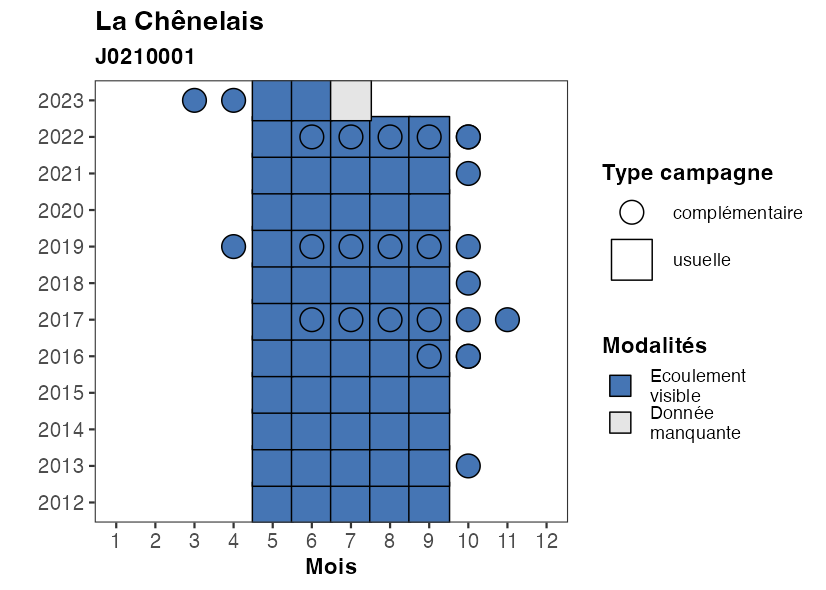 La Chênelais
J0210001
2023
2022
2021
2020
2019
2018
2017
2016
2015
2014
2013
2012
1 2 3 4 5 6 7 8 9 10 11 12
Mois
Type campagne
complémentaire
usuelle
Modalités
Ecoulement
visible
Donnée
manquante